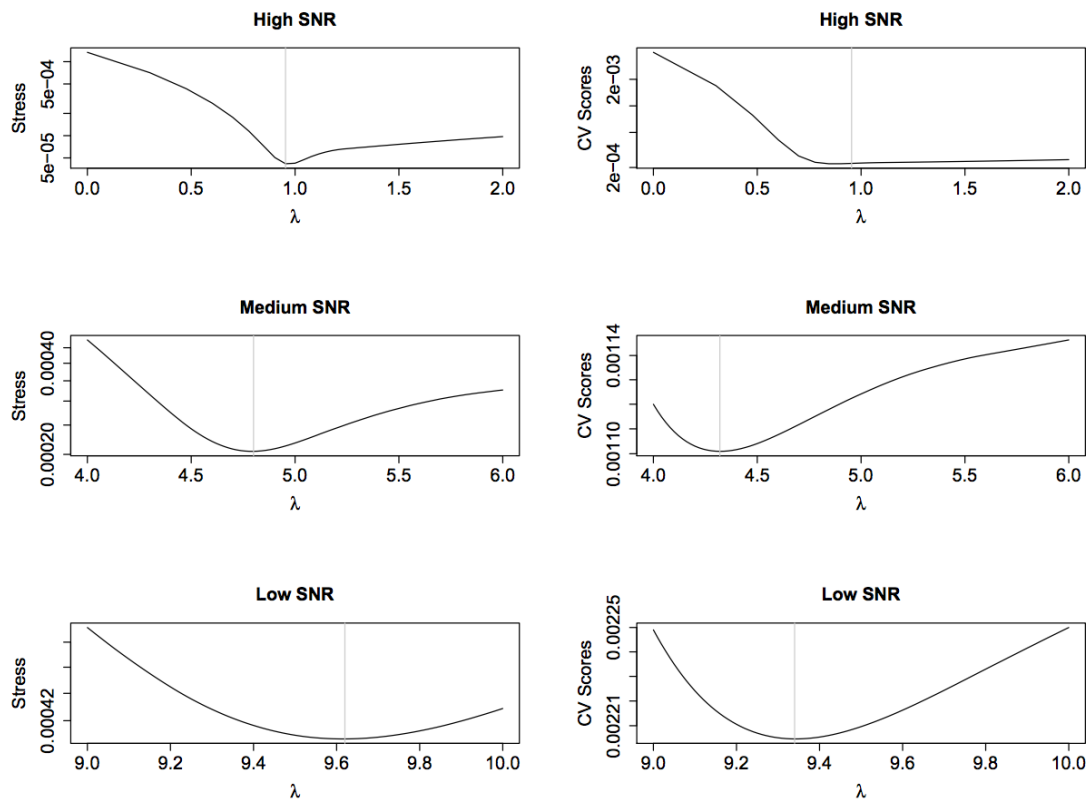 High SNR
Stress
5e-04
5e-05
0.0 0.5 1.0 1.5 2.0
λ
High SNR
CV Scores
2e-03
2e-04
0.0 0.5 1.0 1.5 2.0
λ
Medium SNR
Stress
0.00040
0.00020
4.0 4.5 5.0 5.5 6.0
λ
Medium SNR
CV Scores
0.00114
0.00110
4.0 4.5 5.0 5.5 6.0
λ
Low SNR
Stress
0.00042
9.0 9.2 9.4 9.6 9.8 10.0
λ
Low SNR
CV Scores
0.00225
0.00221
9.0 9.2 9.4 9.6 9.8 10.0
λ